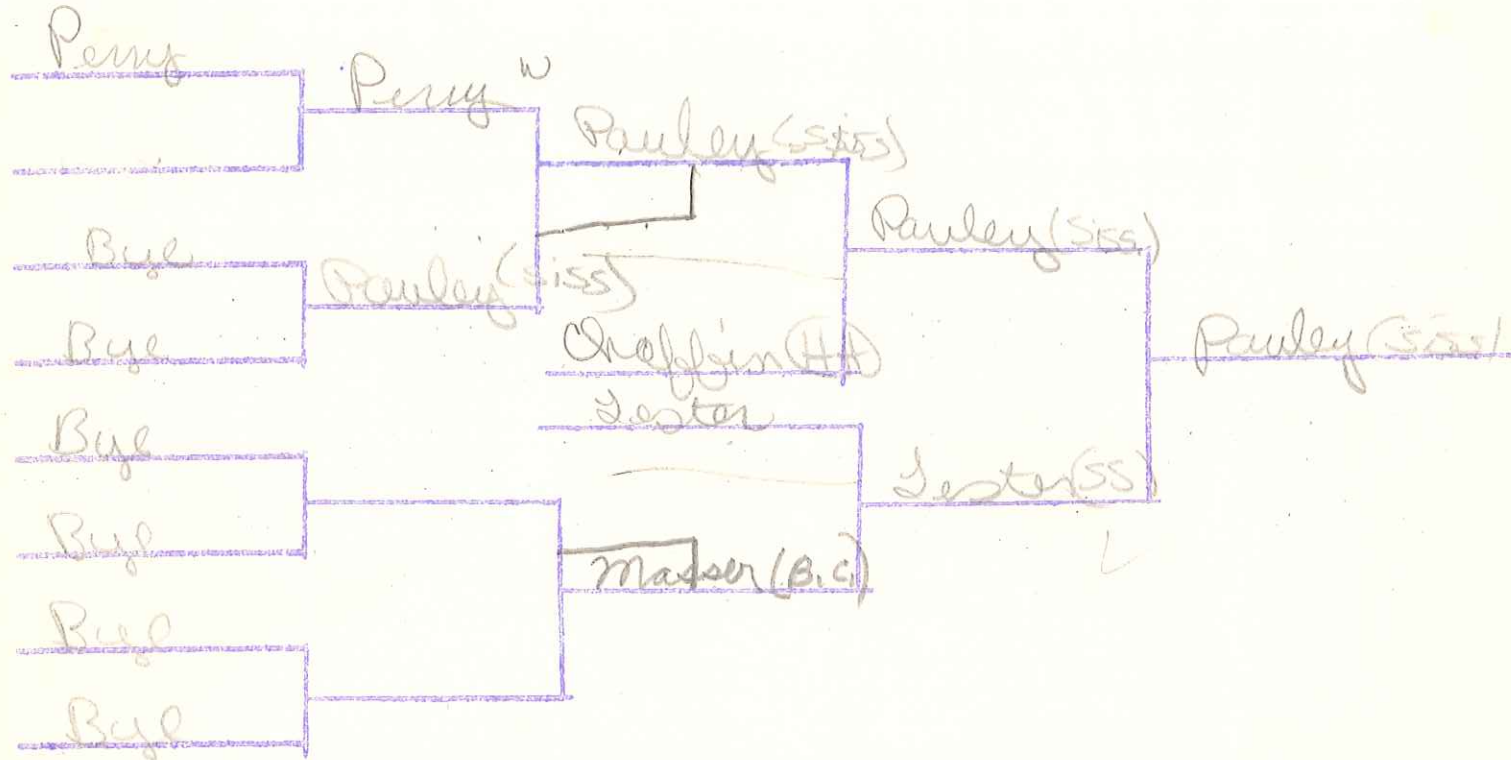 Perry
Perry W
Pauley (Siss)
Pauley (Siss)
Bye
Pauley (Siss)
Bye
Chaffin (HH)
Pauley (Siss)
Lester
Bye
Lester (SS)
L
Bye
Masser (B.C.)
Bye
Bye